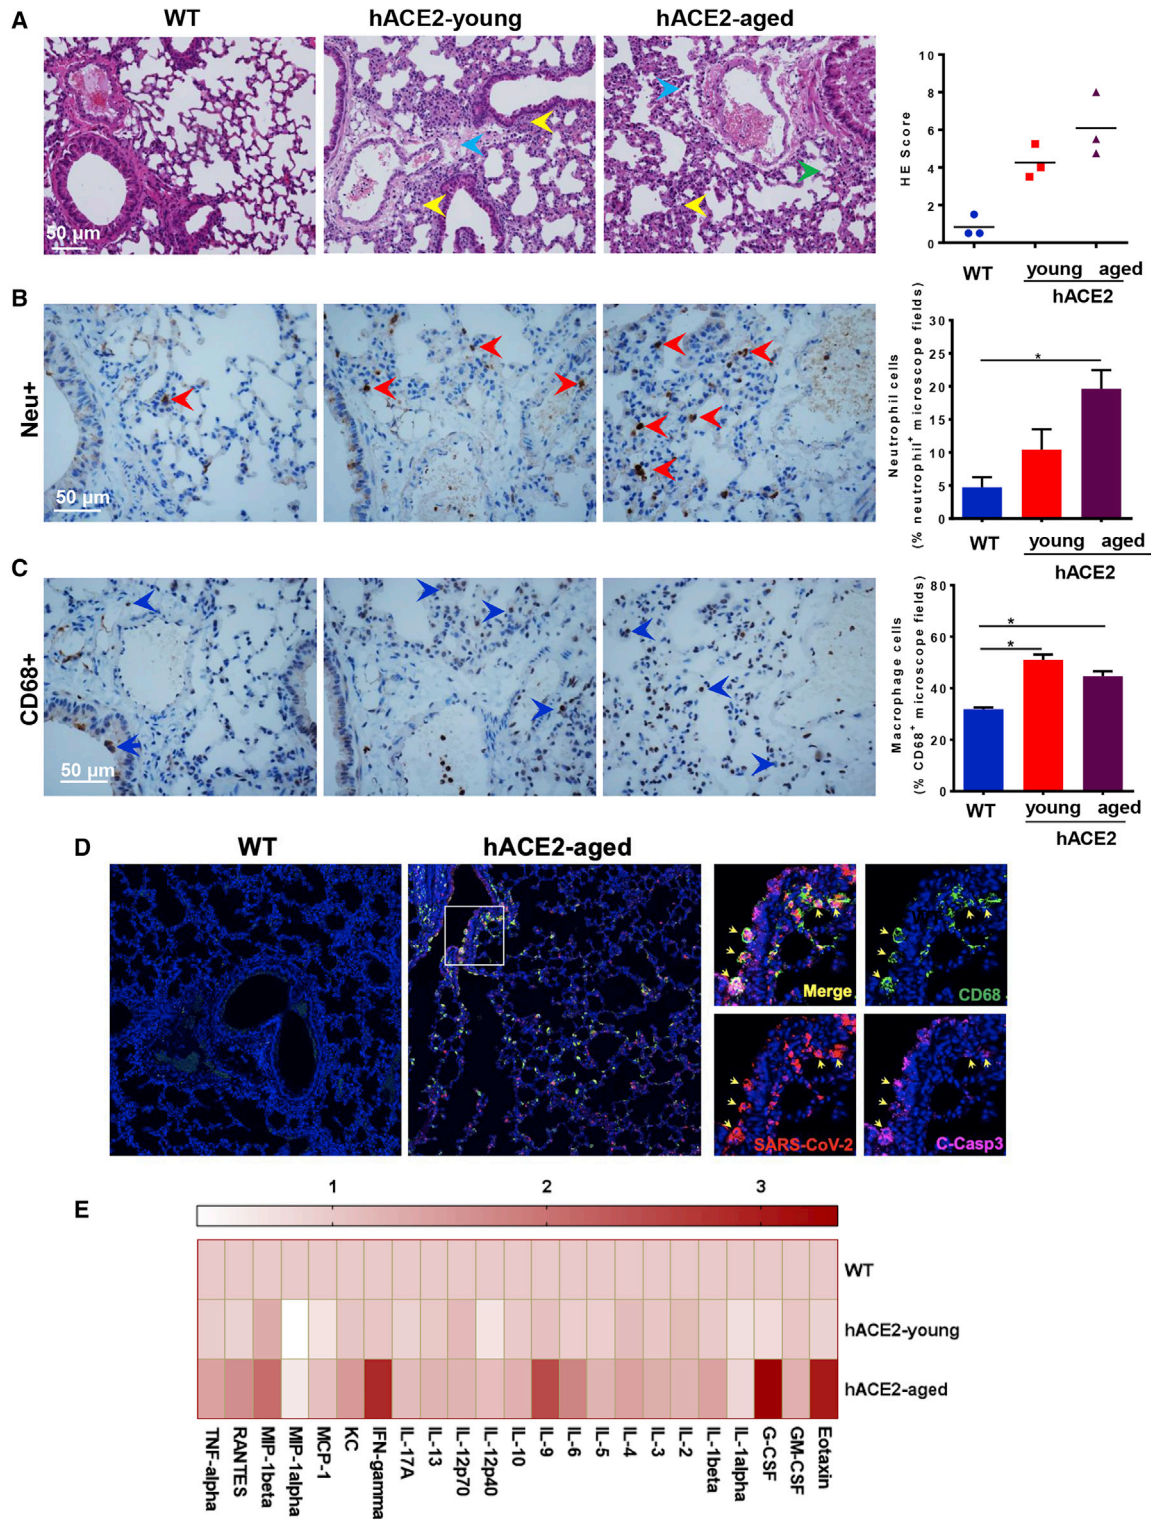 A
WT
hACE2-young
hACE2-aged
50 µm
HE Score
10
8
6
4
2
0
WT
young
aged
hACE2
B
Neu+
50 µm
Neutrophil cells
(% neutrophil+ microscope fields)
30
25
20
15
10
5
0
*
WT
young
aged
hACE2
C
CD68+
50 µm
Macrophage cells
(% CD68+ microscope fields)
80
60
40
20
0
*
*
WT
young
aged
hACE2
D
WT
hACE2-aged
Merge
CD68
SARS-CoV-2
C-Casp3
E
1
2
3
WT
hACE2-young
hACE2-aged
TNF-alpha
RANTES
MIP-1beta
MIP-1alpha
MCP-1
KC
IFN-gamma
IL-17A
IL-13
IL-12p70
IL-12p40
IL-10
IL-9
IL-6
IL-5
IL-4
IL-3
IL-2
IL-1beta
IL-1alpha
G-CSF
GM-CSF
Eotaxin